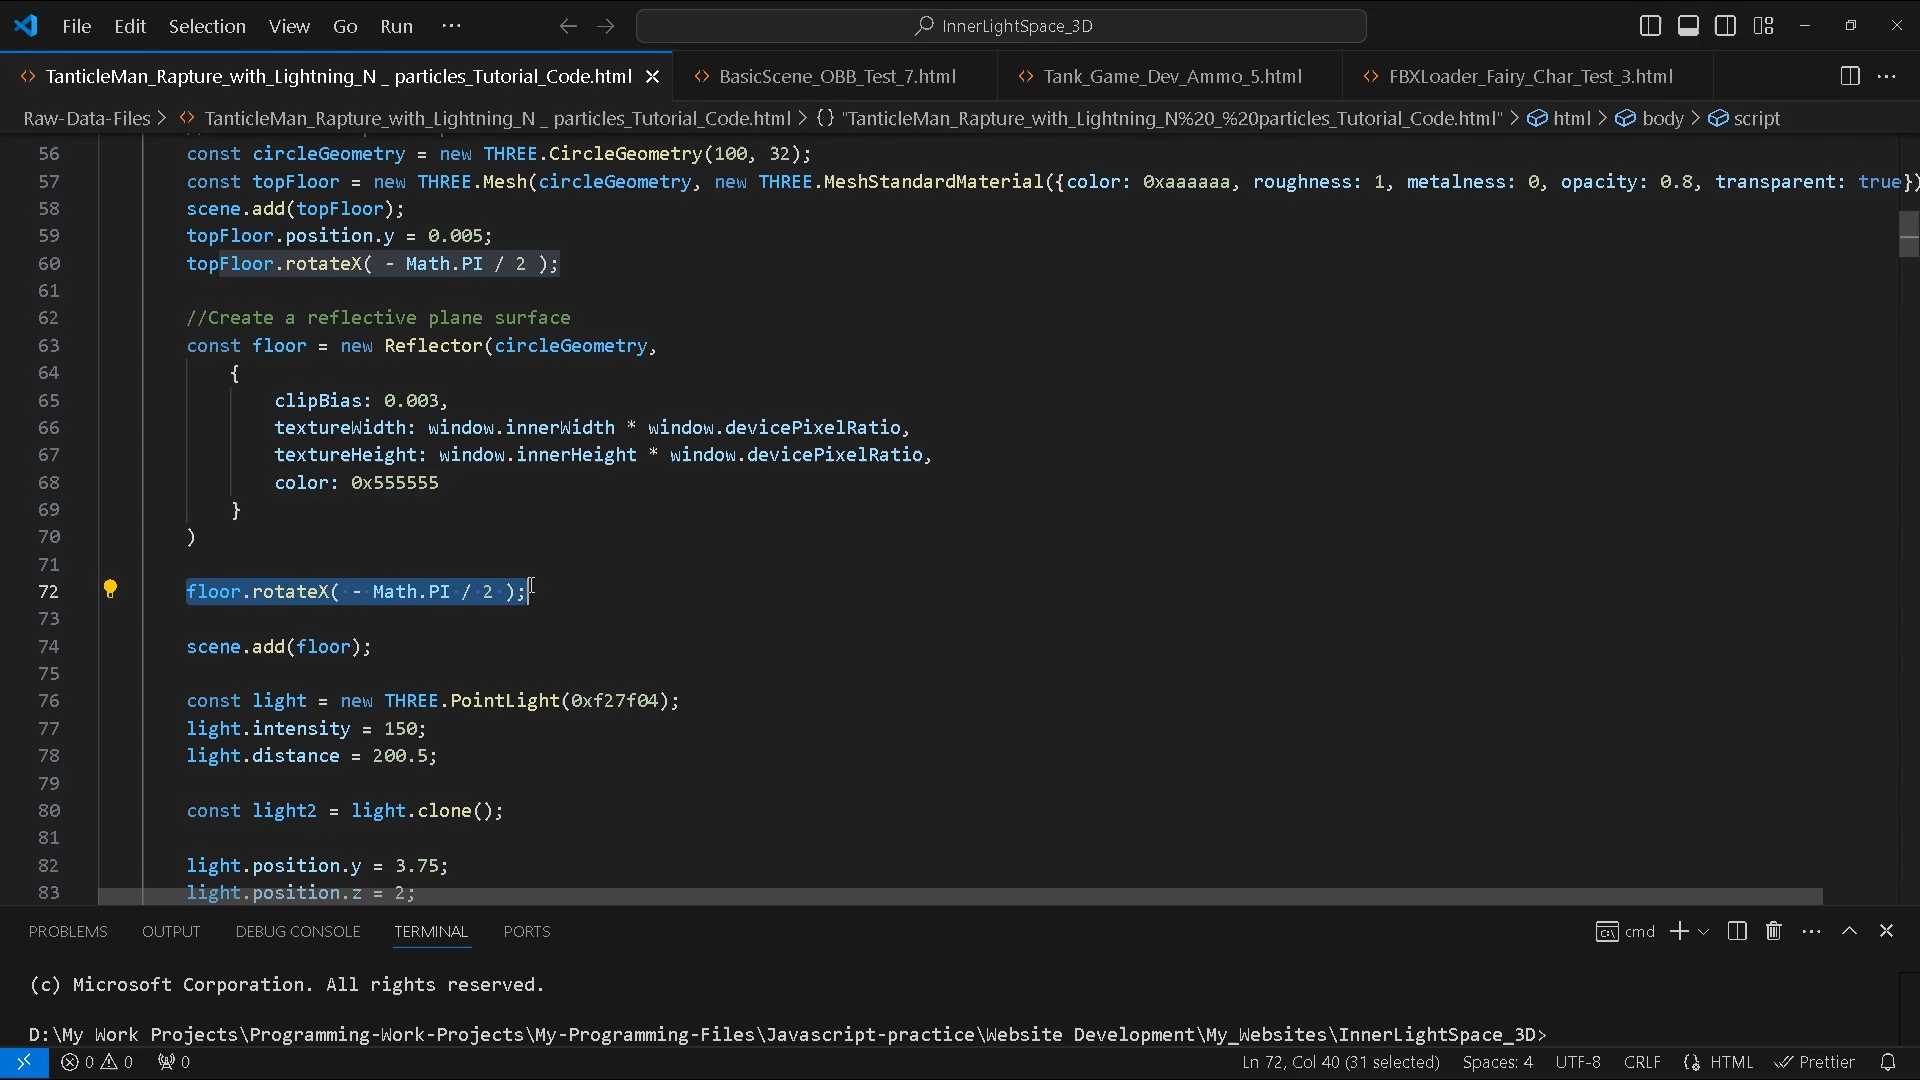 File Edit Selection View Go Run ··· InnerLightSpace_3D
TanticleMan_Rapture_with_Lightning_N _ particles_Tutorial_Code.html BasicScene_OBB_Test_7.html Tank_Game_Dev_Ammo_5.html FBXLoader_Fairy_Char_Test_3.html
Raw-Data-Files > TanticleMan_Rapture_with_Lightning_N _ particles_Tutorial_Code.html > {} "TanticleMan_Rapture_with_Lightning_N%20_%20particles_Tutorial_Code.html" > html > body > script
56 const circleGeometry = new THREE.CircleGeometry(100, 32);
57 const topFloor = new THREE.Mesh(circleGeometry, new THREE.MeshStandardMaterial({color: 0xaaaaaa, roughness: 1, metalness: 0, opacity: 0.8, transparent: true})
58 scene.add(topFloor);
59 topFloor.position.y = 0.005;
60 topFloor.rotateX( - Math.PI / 2 );
61
62 //Create a reflective plane surface
63 const floor = new Reflector(circleGeometry,
64 {
65 clipBias: 0.003,
66 textureWidth: window.innerWidth * window.devicePixelRatio,
67 textureHeight: window.innerHeight * window.devicePixelRatio,
68 color: 0x555555
69 }
70 )
71
72 floor.rotateX( - Math.PI / 2 );
73
74 scene.add(floor);
75
76 const light = new THREE.PointLight(0xf27f04);
77 light.intensity = 150;
78 light.distance = 200.5;
79
80 const light2 = light.clone();
81
82 light.position.y = 3.75;
83 light.position.z = 2;
PROBLEMS OUTPUT DEBUG CONSOLE TERMINAL PORTS cmd
(c) Microsoft Corporation. All rights reserved.
D:\My Work Projects\Programming-Work-Projects\My-Programming-Files\Javascript-practice\Website Development\My_Websites\InnerLightSpace_3D>
0 0 0 Ln 72, Col 40 (31 selected) Spaces: 4 UTF-8 CRLF HTML Prettier